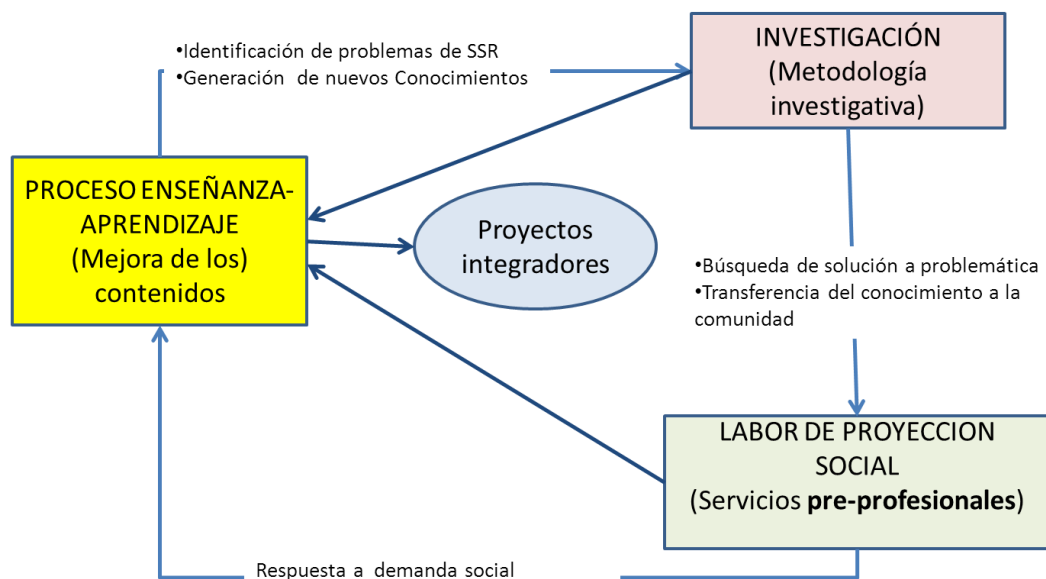 •Identificación de problemas de SSR
•Generación de nuevos Conocimientos
INVESTIGACIÓN
(Metodología
investigativa)
PROCESO ENSEÑANZA-
APRENDIZAJE
(Mejora de los)
contenidos
Proyectos
integradores
•Búsqueda de solución a problemática
•Transferencia del conocimiento a la
comunidad
LABOR DE PROYECCION
SOCIAL
(Servicios pre-profesionales)
Respuesta a demanda social